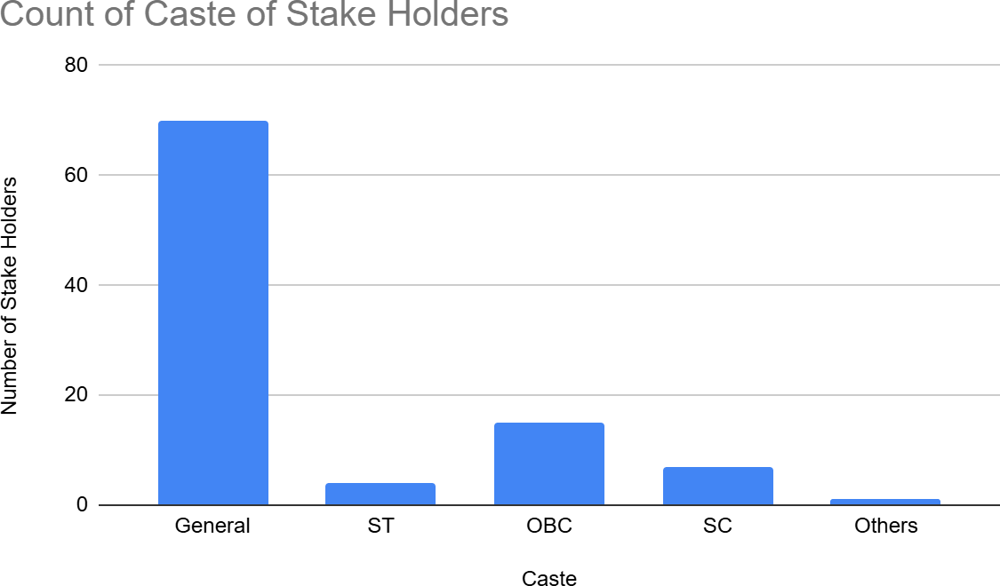 Count of Caste of Stake Holders
Number of Stake Holders
80
60
40
20
0
General ST OBC SC Others
Caste